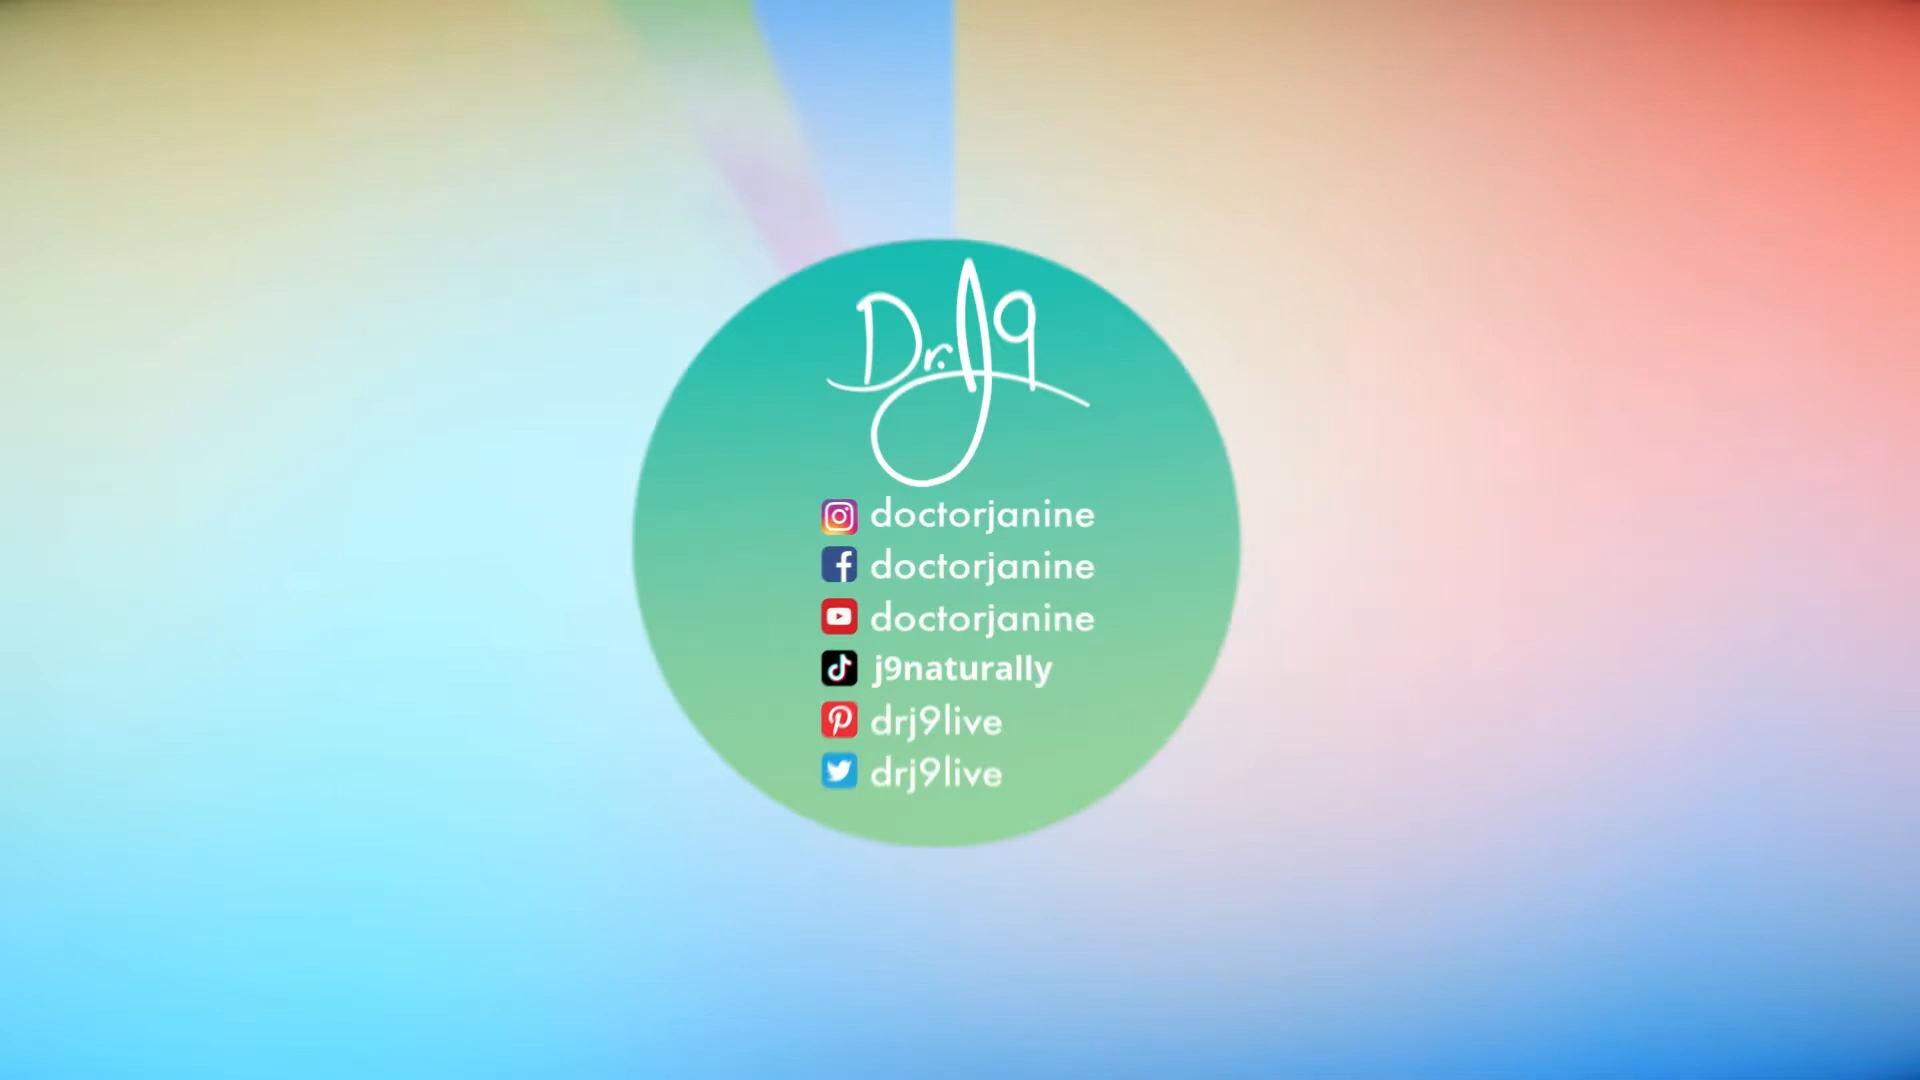 Dr. J9
doctorjanine
doctorjanine
doctorjanine
j9naturally
drj9live
drj9live